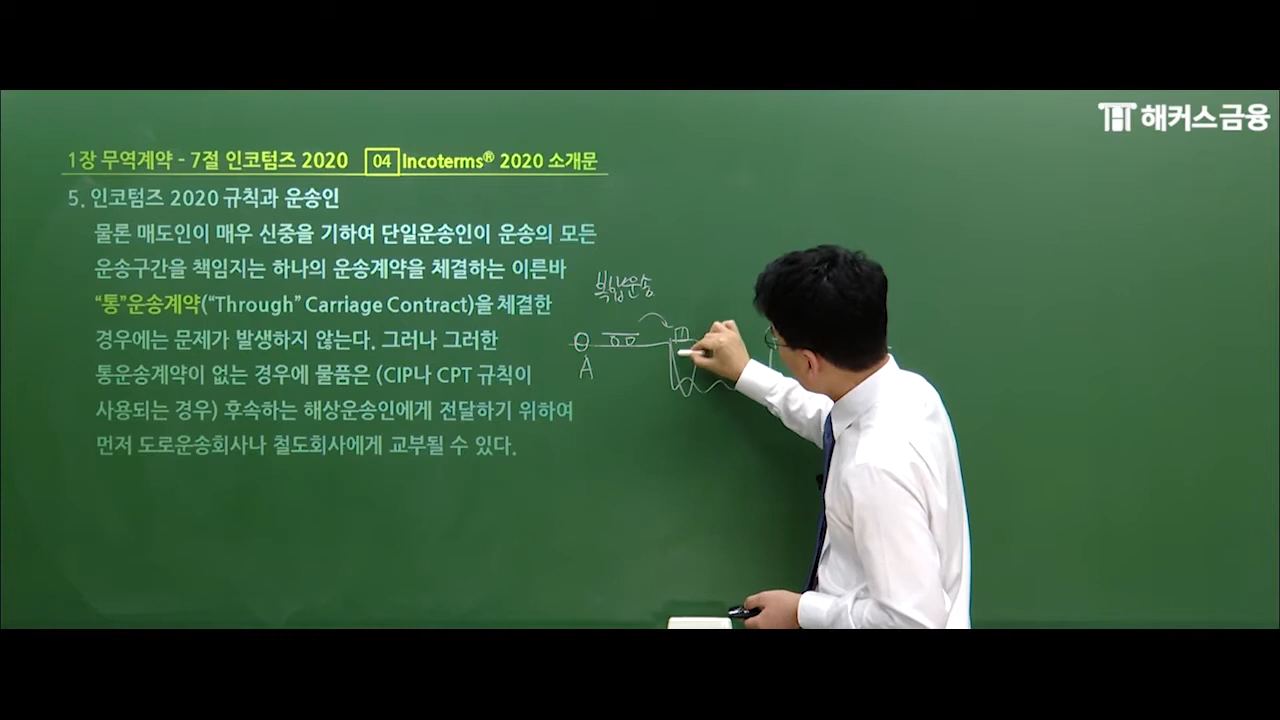 해커스금융
1장 무역계약 - 7절 인코텀즈 2020 04 Incoterms® 2020 소개문
5. 인코텀즈 2020 규칙과 운송인
물론 매도인이 매우 신중을 기하여 단일운송인이 운송의 모든
운송구간을 책임지는 하나의 운송계약을 체결하는 이른바
“통”운송계약(“Through” Carriage Contract)을 체결한
경우에는 문제가 발생하지 않는다. 그러나 그러한
통운송계약이 없는 경우에 물품은 (CIP나 CPT 규칙이
사용되는 경우) 후속하는 해상운송인에게 전달하기 위하여
먼저 도로운송회사나 철도회사에게 교부될 수 있다.
복합운송
A